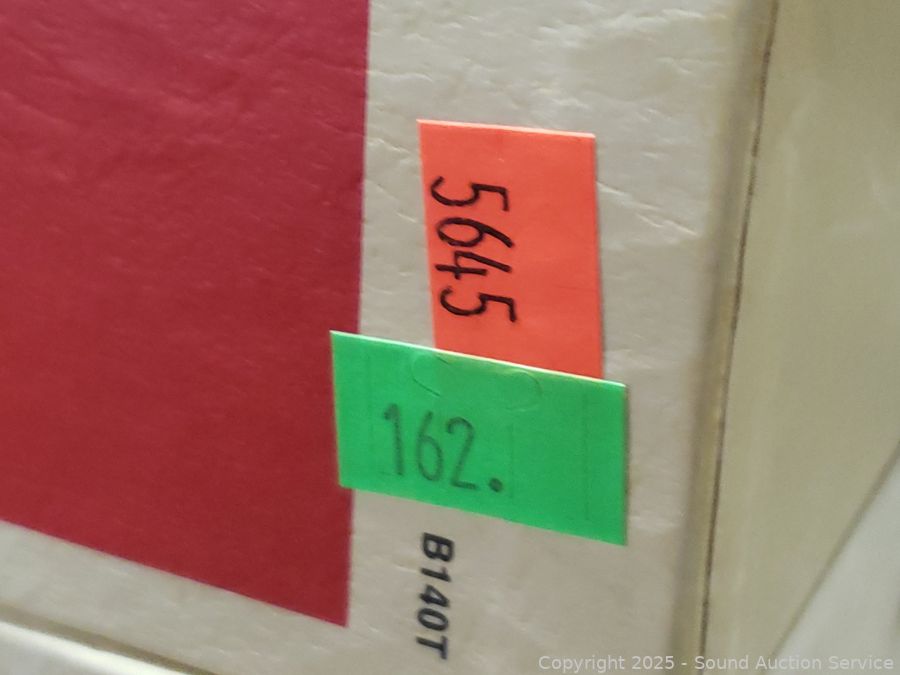 5645
162.
B140T
Copyright 2025 - Sound Auction Service